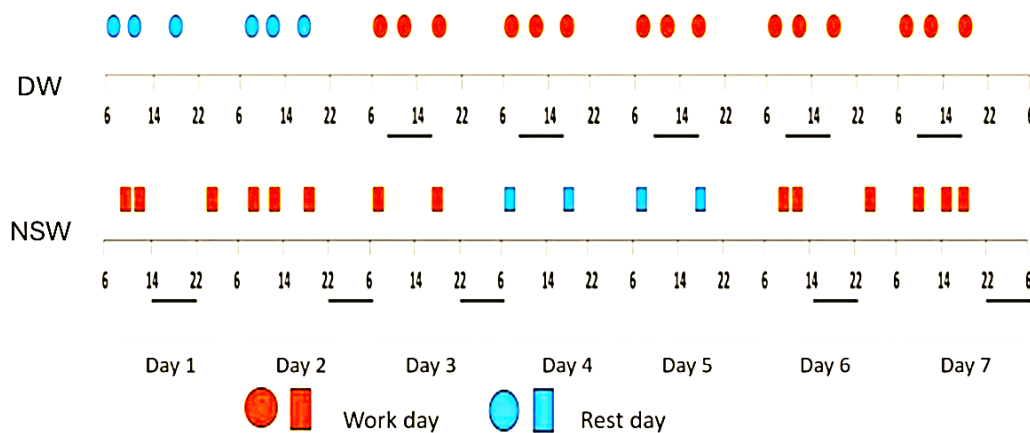 DW
6 14 22 6 14 22 6 14 22 6 14 22 6 14 22 6 14 22 6 14 22 6
NSW
6 14 22 6 14 22 6 14 22 6 14 22 6 14 22 6 14 22 6 14 22 6
Day 1 Day 2 Day 3 Day 4 Day 5 Day 6 Day 7
Work day Rest day